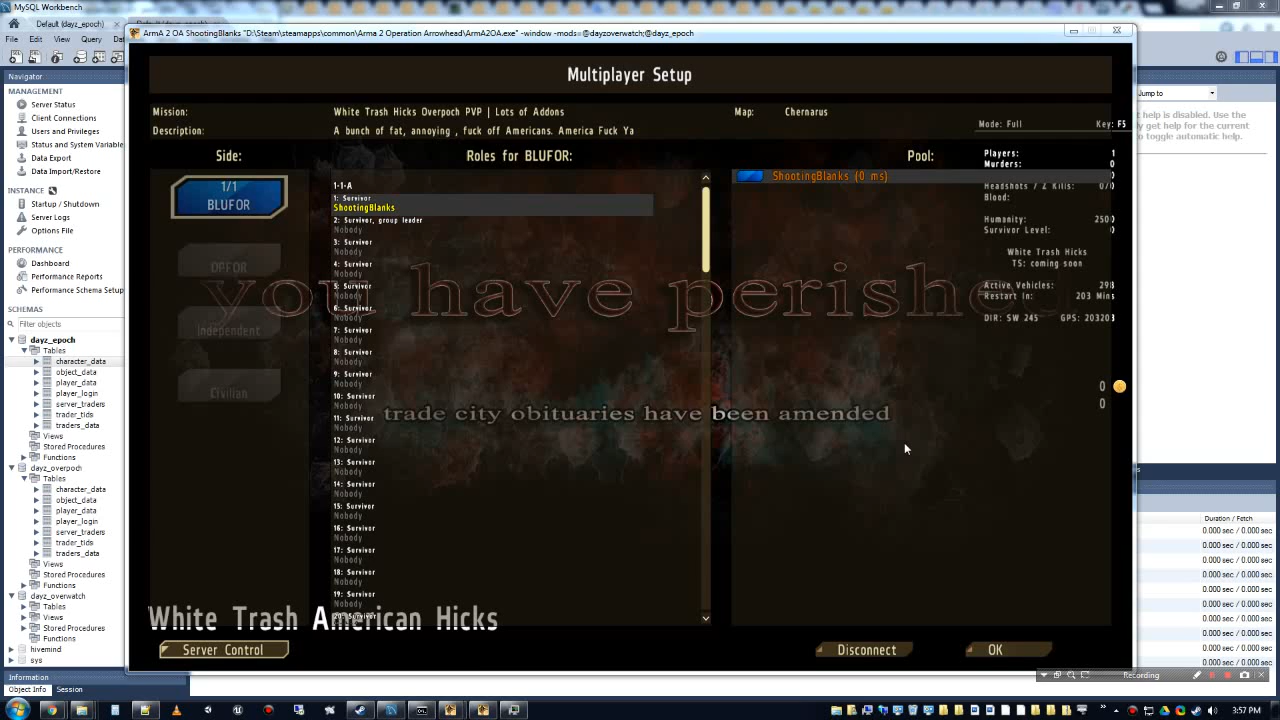 MySQL Workbench
Default (dayz_epoch)
ArmA 2 OA ShootingBlanks "D:\Steam\steamapps\common\Arma 2 Operation Arrowhead\ArmA2OA.exe" -window -mods=@dayzoverwatch;@dayz_epoch
File Edit View Query
Navigator
MANAGEMENT
Server Status
Client Connections
Users and Privileges
Status and System Variable
Data Export
Data Import/Restore
INSTANCE
Startup / Shutdown
Server Logs
Options File
PERFORMANCE
Dashboard
Performance Reports
Performance Schema Setup
SCHEMAS
Filter objects
dayz_epoch
Tables
character_data
object_data
player_data
player_login
server_traders
trader_tids
traders_data
Views
Stored Procedures
Functions
dayz_overpoch
Tables
character_data
object_data
player_data
player_login
server_traders
trader_tids
traders_data
Views
Stored Procedures
Functions
dayz_overwatch
Tables
Views
Stored Procedures
Functions
hivemind
sys
Information
Object Info Session
Multiplayer Setup
Mission: White Trash Hicks Overpoch PVP | Lots of Addons Map: Chernarus
Description: A bunch of fat, annoying , fuck off Americans. America Fuck Ya
Mode: Full Key: F5
Side: Roles for BLUFOR: Pool:
1/1
BLUFOR
OPFOR
Independent
Civilian
1-1-A
1: Survivor
ShootingBlanks
2: Survivor, group leader
Nobody
3: Survivor
Nobody
4: Survivor
Nobody
5: Survivor
Nobody
6: Survivor
Nobody
7: Survivor
Nobody
8: Survivor
Nobody
9: Survivor
Nobody
10: Survivor
Nobody
11: Survivor
Nobody
12: Survivor
Nobody
13: Survivor
Nobody
14: Survivor
Nobody
15: Survivor
Nobody
16: Survivor
Nobody
17: Survivor
Nobody
18: Survivor
Nobody
19: Survivor
Nobody
20: Survivor
ShootingBlanks (0 ms)
Players: 1
Murders: 0
Headshots / Z Kills: 0/0
Blood:
Humanity: 2500
Survivor Level: 0
White Trash Hicks
TS: coming soon
Active Vehicles: 298
Restart In: 203 Mins
DIR: SW 245 GPS: 203203
0
0
you have perishe
trade city obituaries have been amended
White Trash American Hicks
Server Control Disconnect OK
Jump to
help is disabled. Use the
ly get help for the current
to toggle automatic help.
Duration / Fetch
0.000 sec / 0.000 sec
0.000 sec / 0.000 sec
0.000 sec / 0.000 sec
0.000 sec / 0.000 sec
0.000 sec / 0.000 sec
0.000 sec / 0.000 sec
0.000 sec / 0.000 sec
0.000 sec / 0.000 sec
0.000 sec / 0.000 sec
0.000 sec / 0.000 sec
Recording
3:57 PM